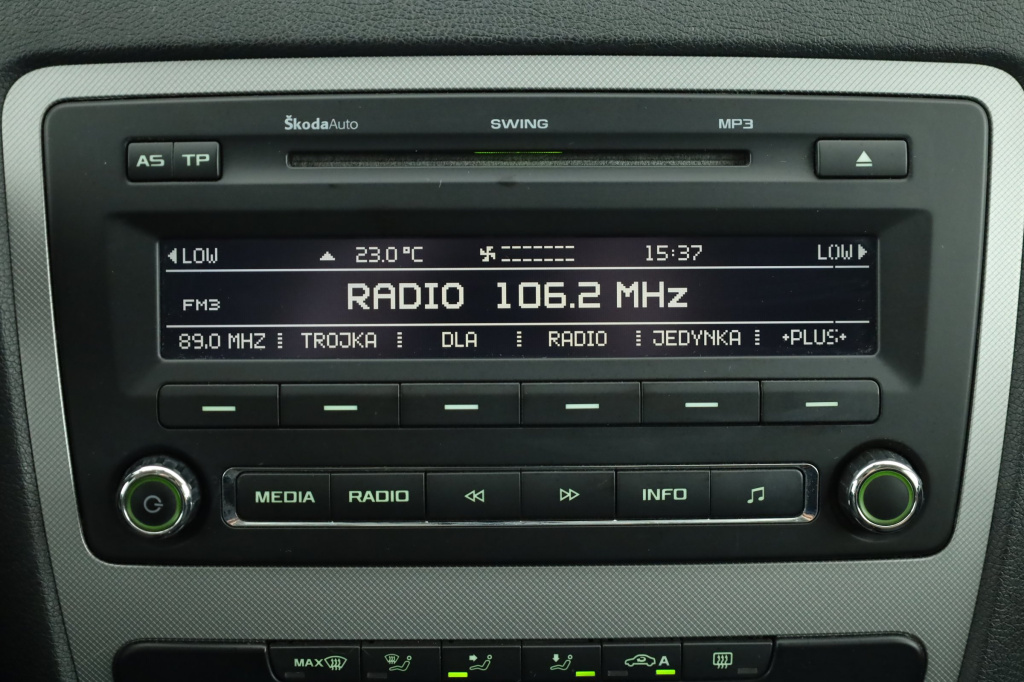 ŠkodaAuto SWING MP3
AS TP
LOW 23.0 °C 15:37 LOW
FM3 RADIO 106.2 MHz
89.0 MHZ TROJKA DLA RADIO JEDYNKA +PLUS+
MEDIA RADIO INFO
MAX A